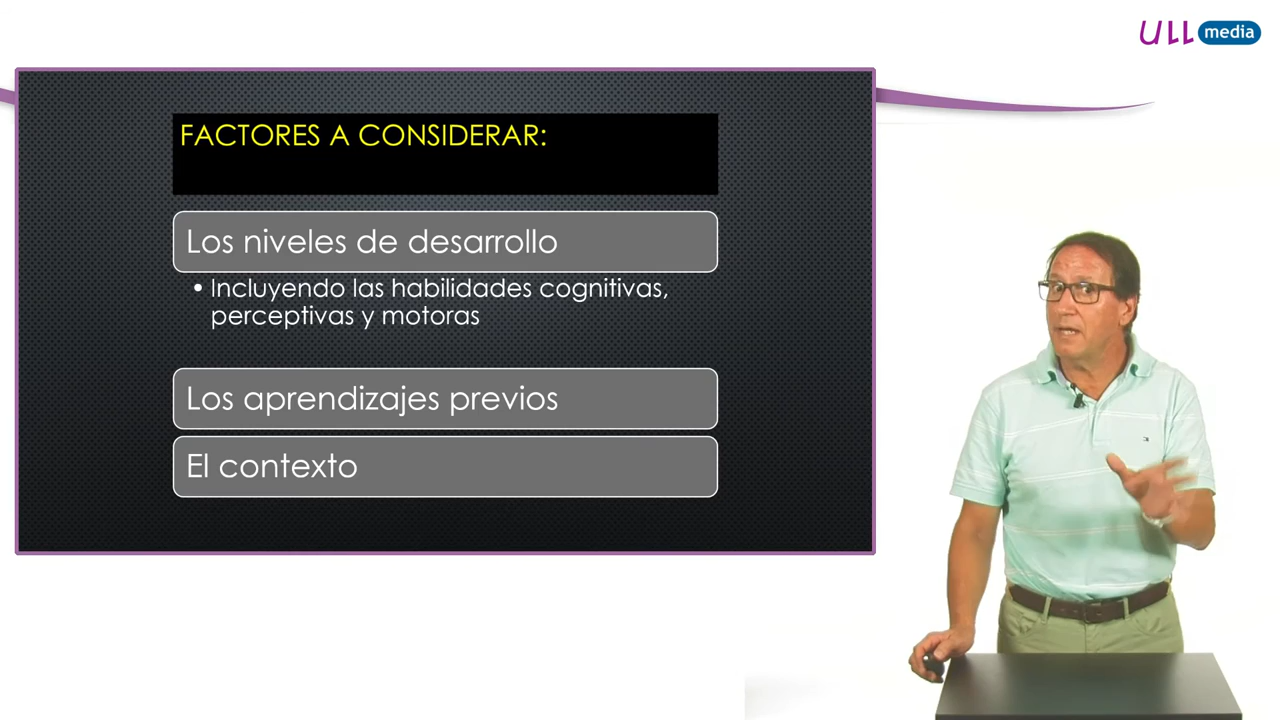 ULL media
FACTORES A CONSIDERAR:
Los niveles de desarrollo
• Incluyendo las habilidades cognitivas,
perceptivas y motoras
Los aprendizajes previos
El contexto